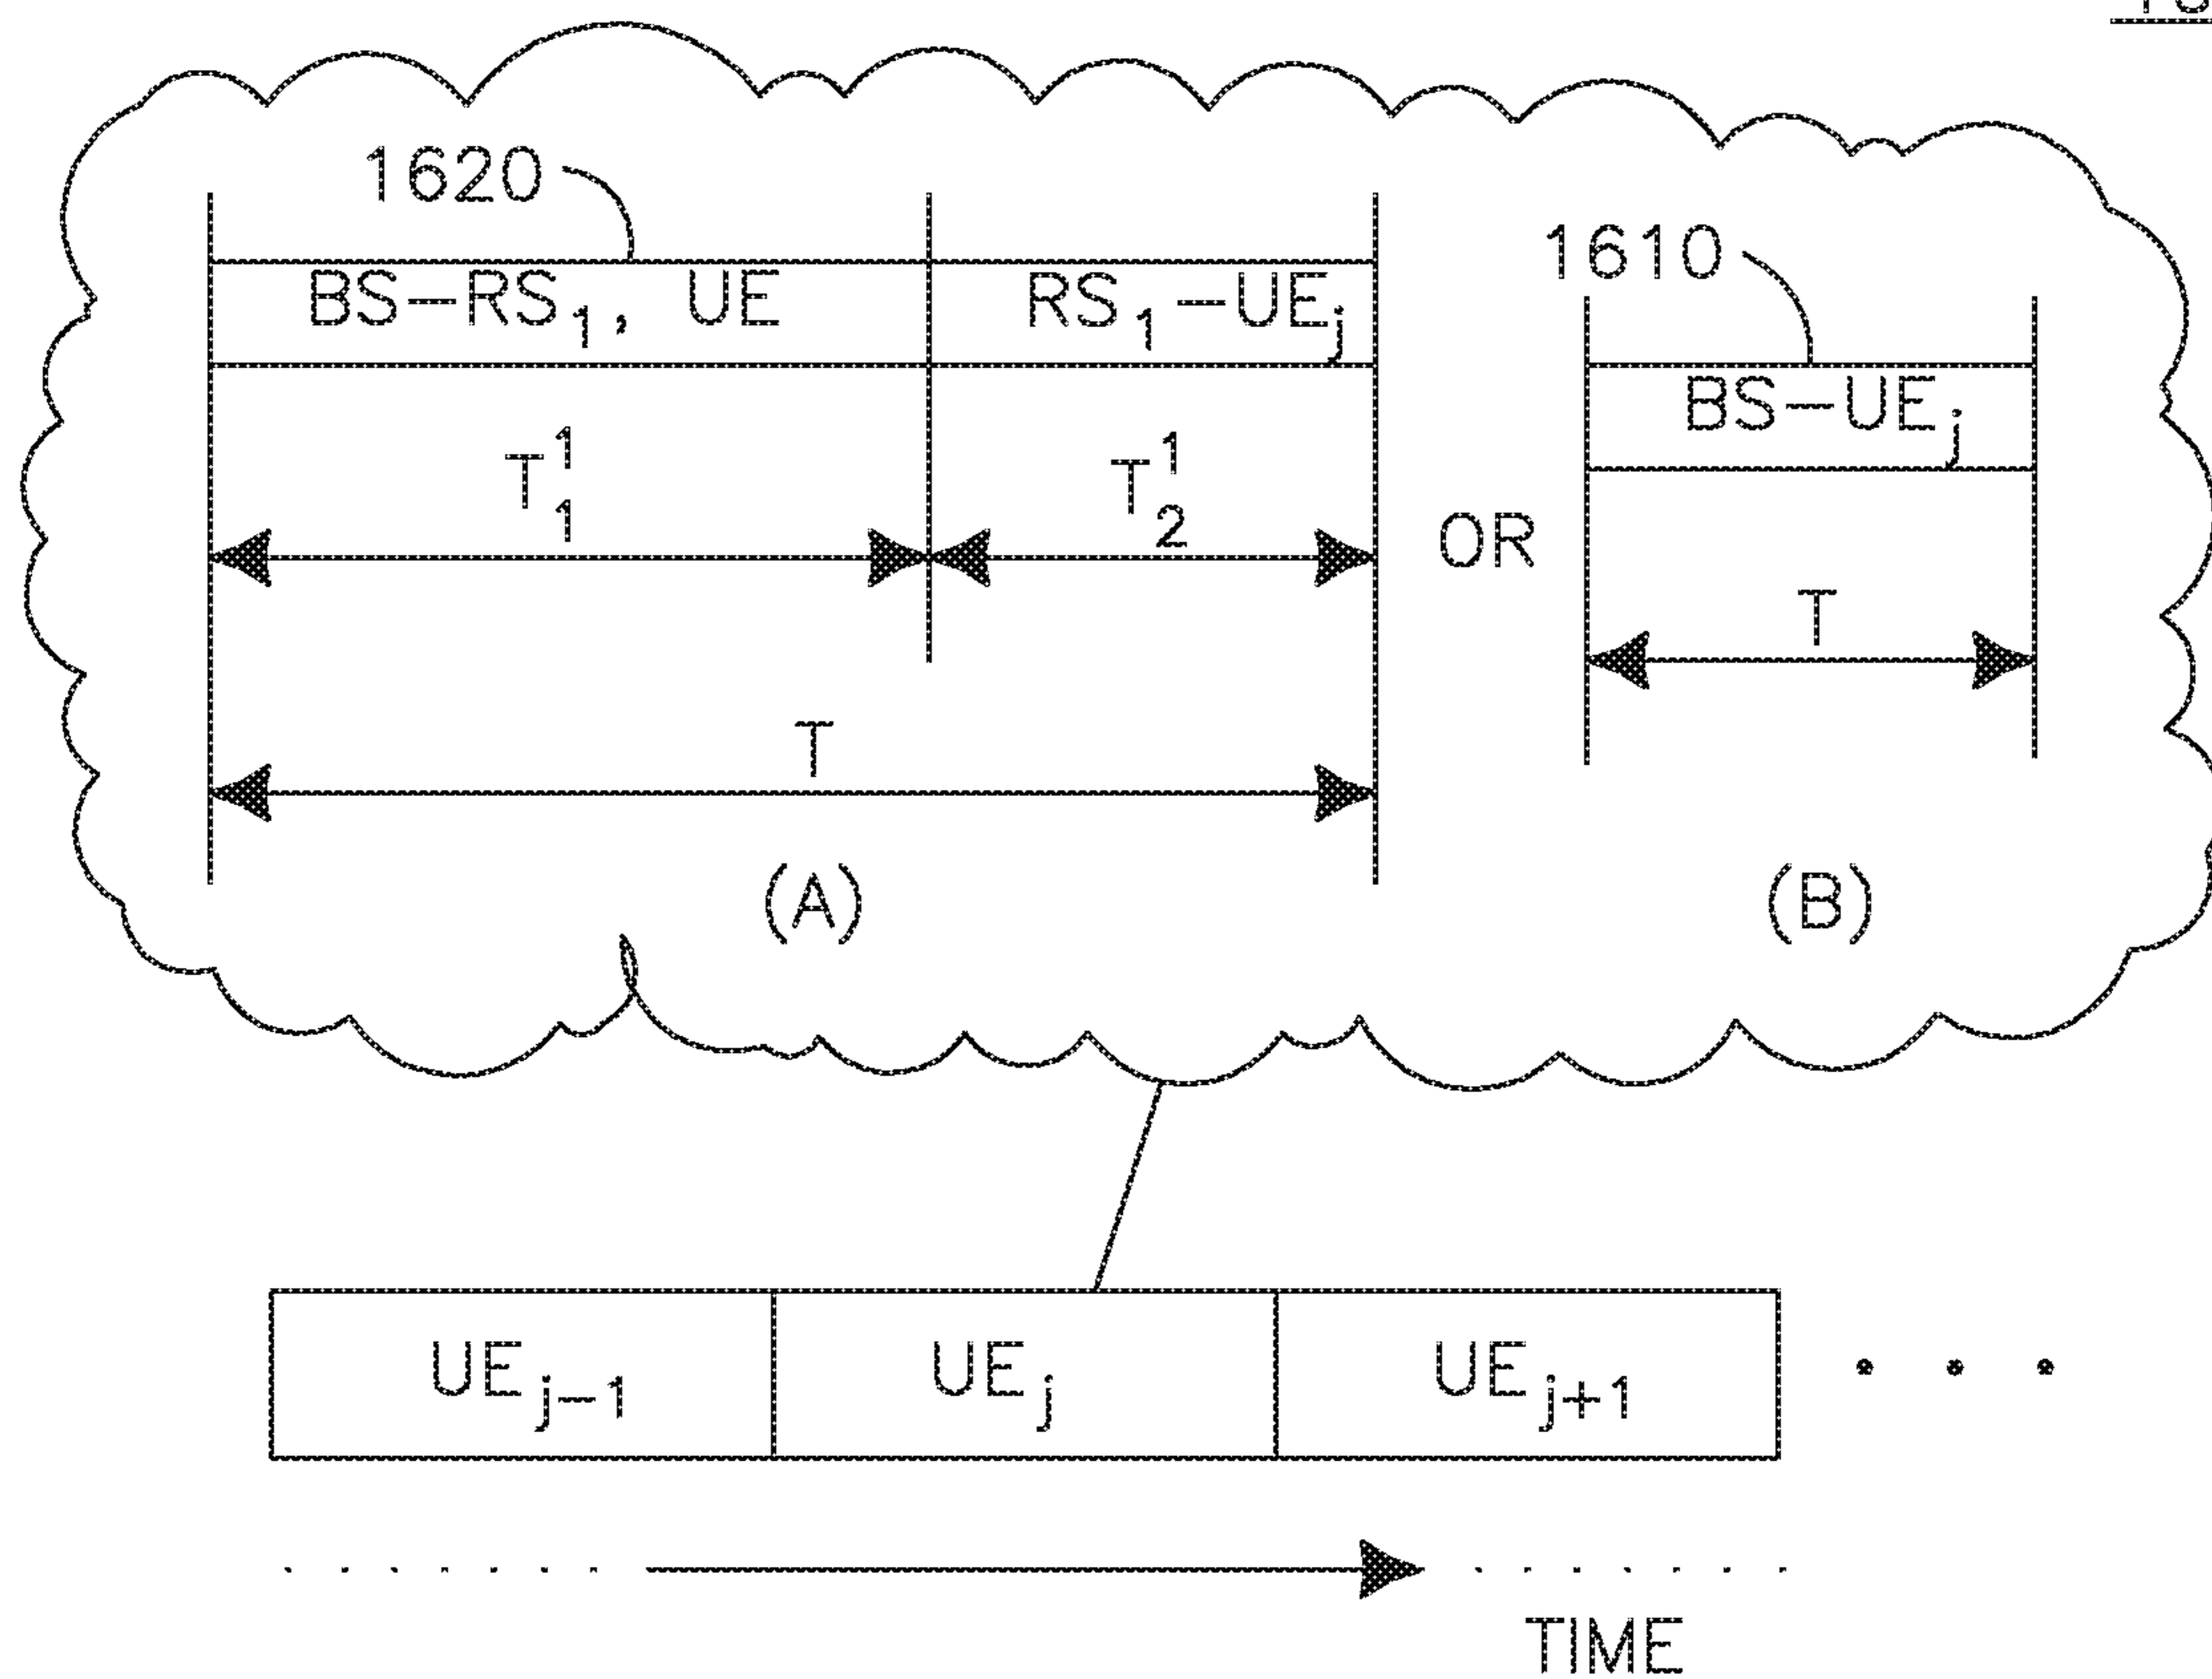 1620
1610
BS-RS₁, UE
RS₁-UEⱼ
BS-UEⱼ
T₁¹
T₂¹
OR
T
T
(A)
(B)
UEⱼ₋₁
UEⱼ
UEⱼ₊₁
• • •
TIME